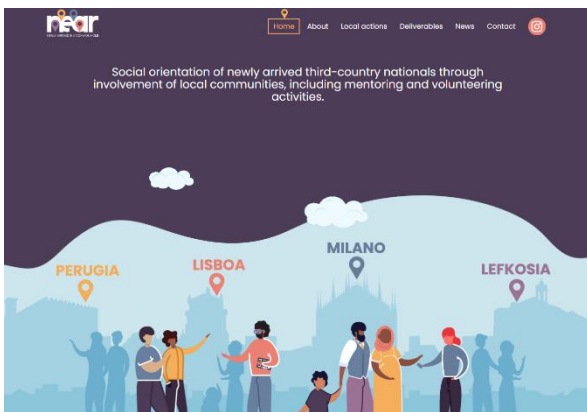 near
Home About Local actions Deliverables News Contact
Social orientation of newly arrived third-country nationals through
involvement of local communities, including mentoring and volunteering
activities.
MILANO
LISBOA
PERUGIA
LEFKOSIA